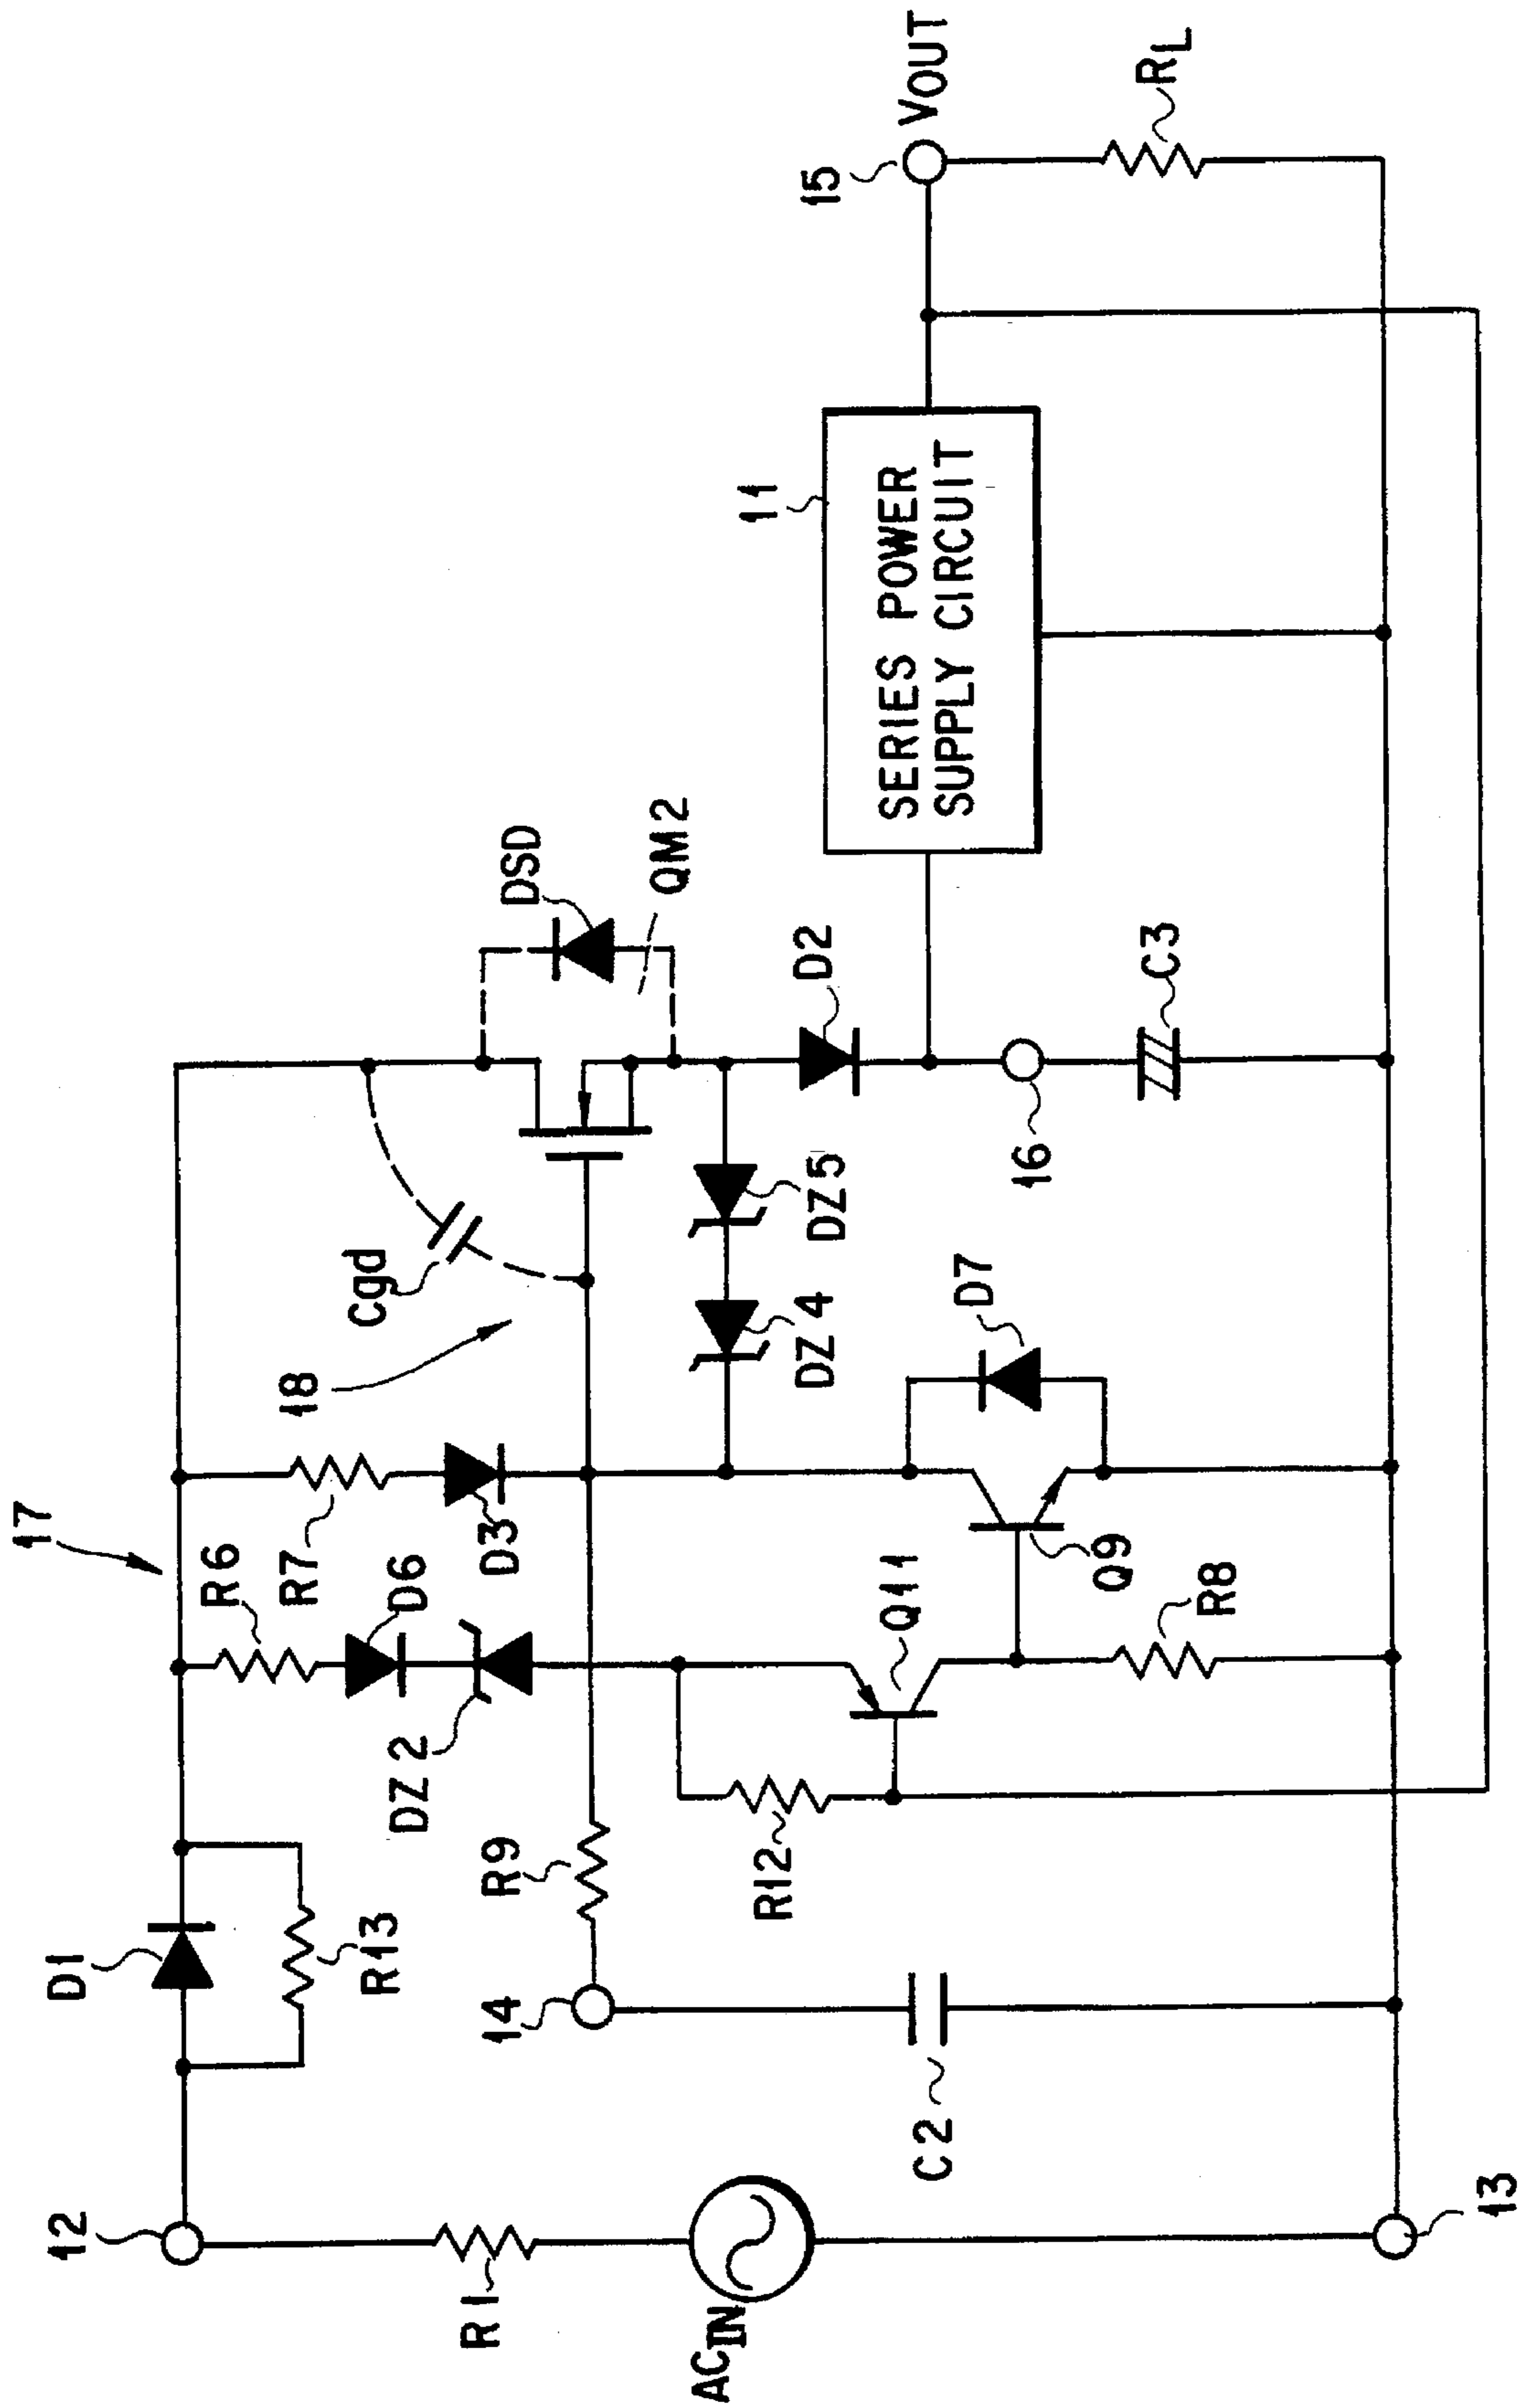 17
18
D1
R13
R6
D6
DZ2
R7
D3
Cgd
DSD
QM2
12
R1
ACIN
14
R9
R12
Q11
DZ4
DZ5
D2
11
SERIES POWER
SUPPLY CIRCUIT
15
VOUT
C2
R8
Q9
D7
16
C3
RL
13